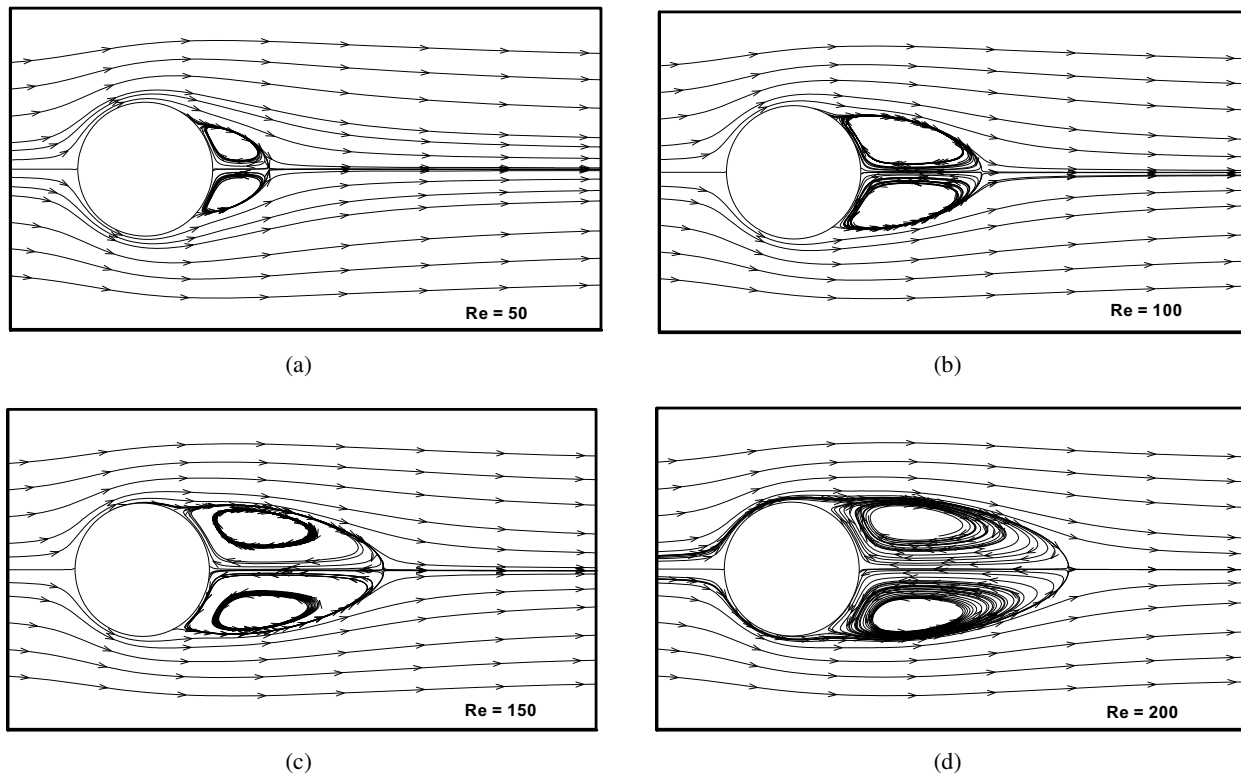 Re = 50
(a)
Re = 100
(b)
Re = 150
(c)
Re = 200
(d)